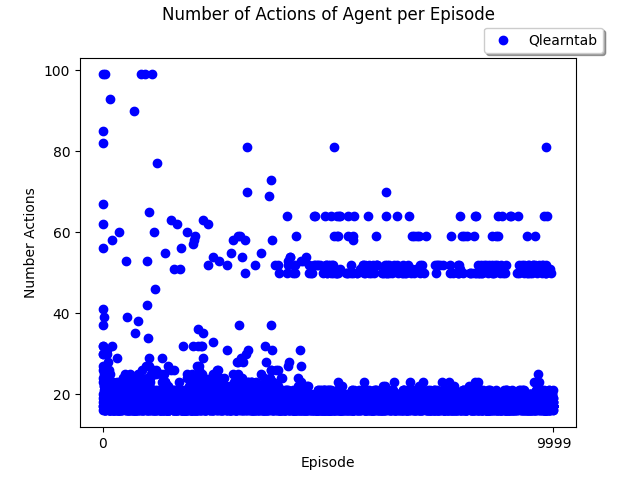 Number of Actions of Agent per Episode
Qlearntab
100
80
60
40
20
Number Actions
0
9999
Episode